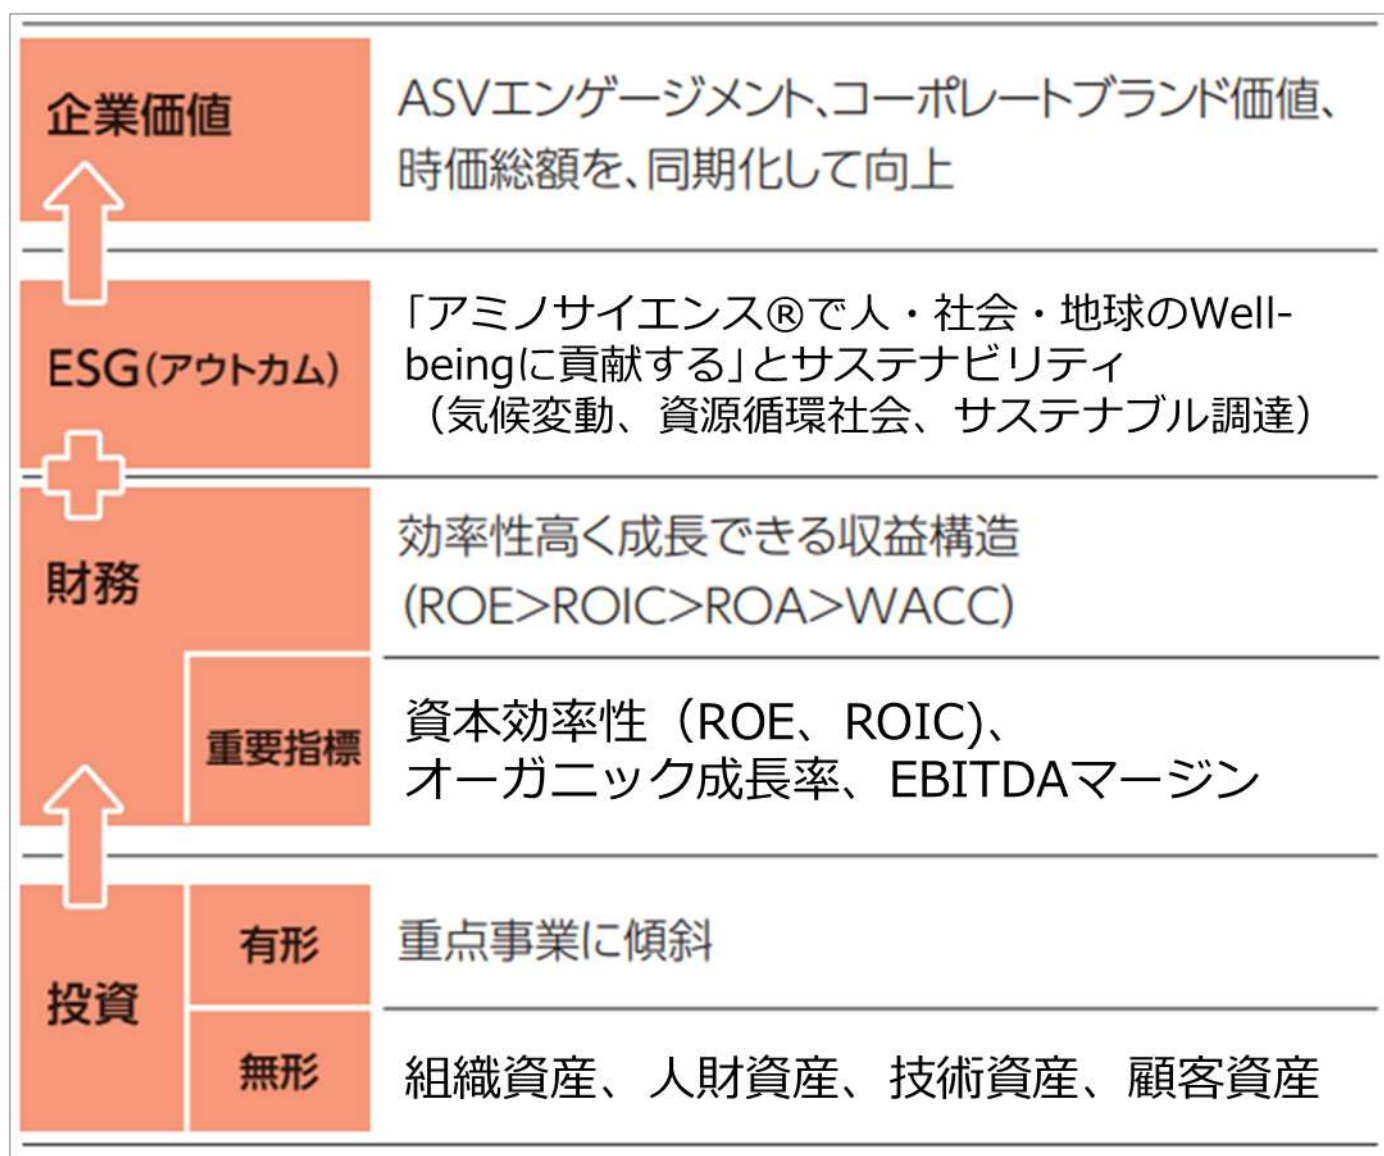 企業価値
ASVエンゲージメント、コーポレートブランド価値、
時価総額を、同期化して向上
ESG(アウトカム)
「アミノサイエンス®で人・社会・地球のWell-
beingに貢献する」とサステナビリティ
（気候変動、資源循環社会、サステナブル調達）
財務
効率性高く成長できる収益構造
(ROE>ROIC>ROA>WACC)
重要指標
資本効率性（ROE、ROIC)、
オーガニック成長率、EBITDAマージン
投資
有形
重点事業に傾斜
無形
組織資産、人財資産、技術資産、顧客資産